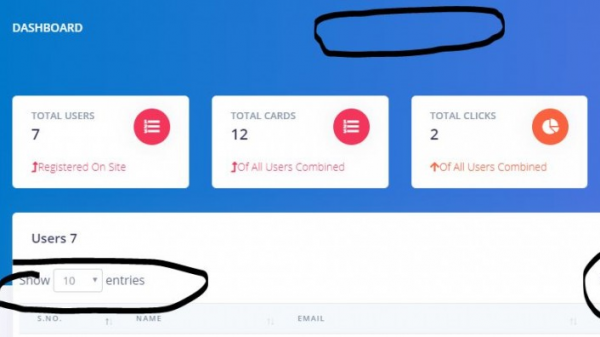 DASHBOARD
TOTAL USERS
7
Registered On Site
TOTAL CARDS
12
Of All Users Combined
TOTAL CLICKS
2
Of All Users Combined
Users 7
Show 10 entries
S.NO. NAME EMAIL